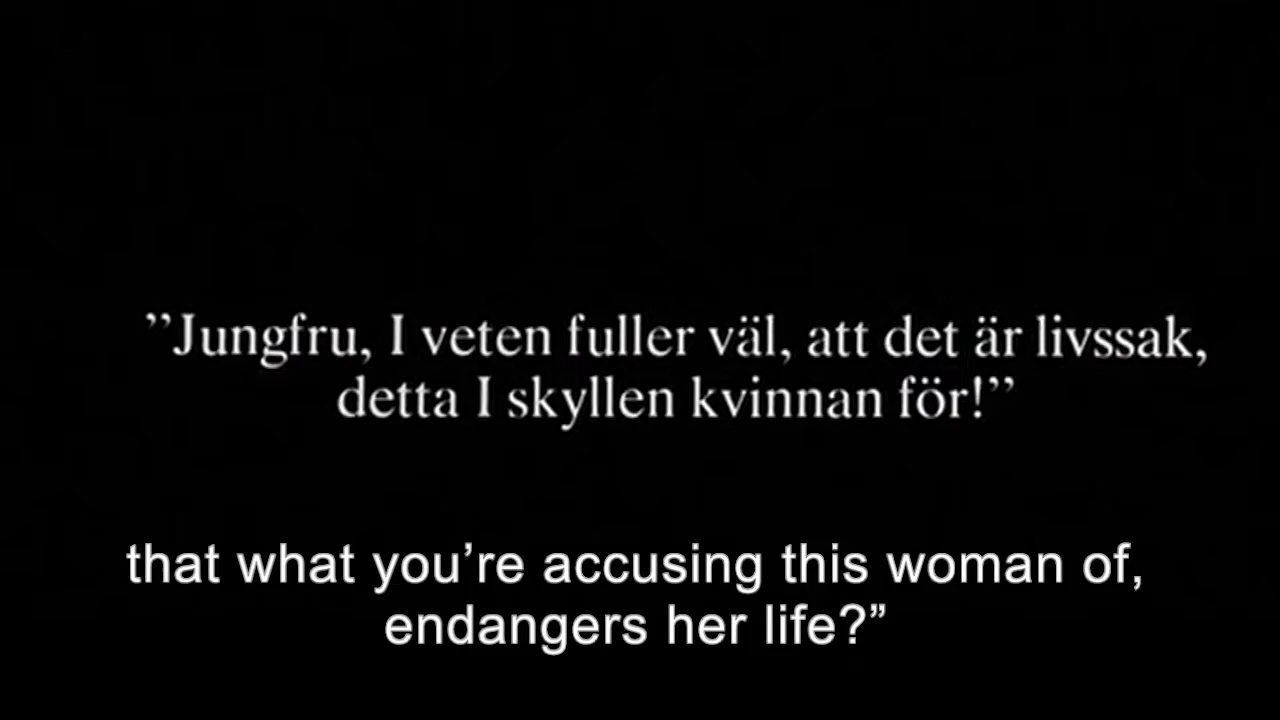 ”Jungfru, I veten fuller väl, att det är livssak,
detta I skyllen kvinnan för!”
that what you’re accusing this woman of,
endangers her life?”